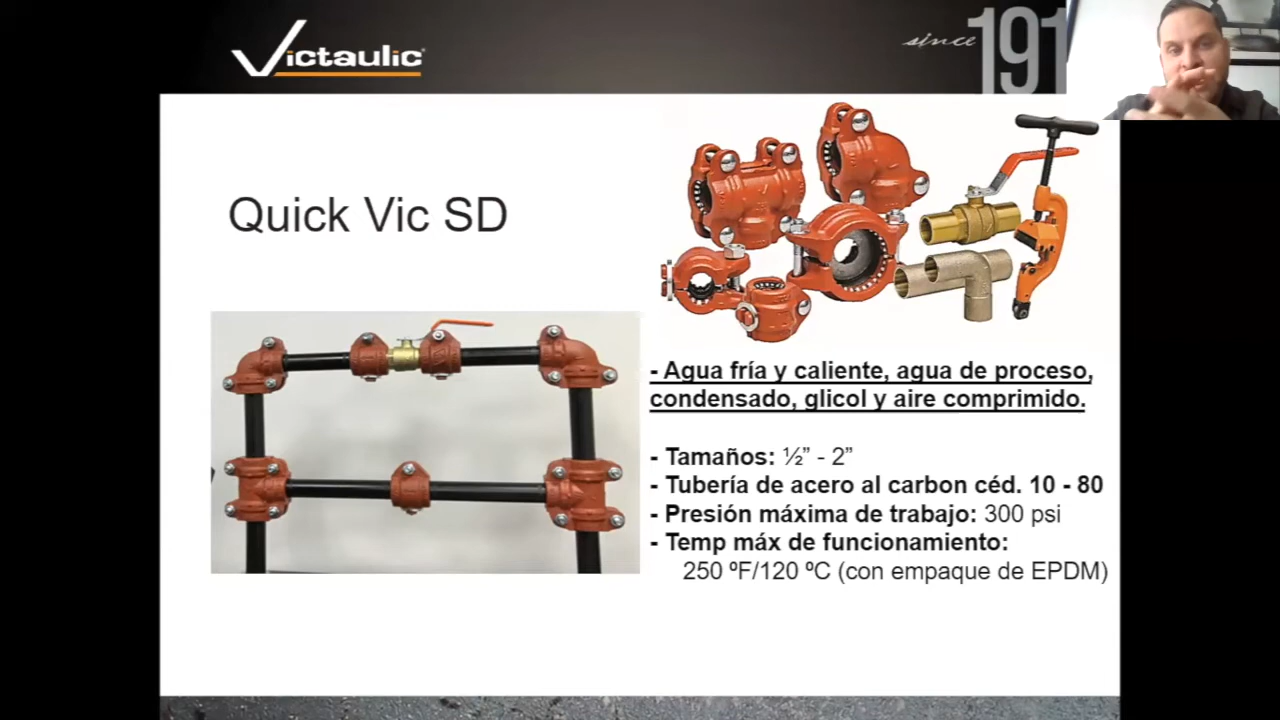 Victaulic®
since 191
Quick Vic SD
- Agua fría y caliente, agua de proceso,
condensado, glicol y aire comprimido.
- Tamaños: ½” - 2”
- Tubería de acero al carbon céd. 10 - 80
- Presión máxima de trabajo: 300 psi
- Temp máx de funcionamiento:
250 ºF/120 ºC (con empaque de EPDM)